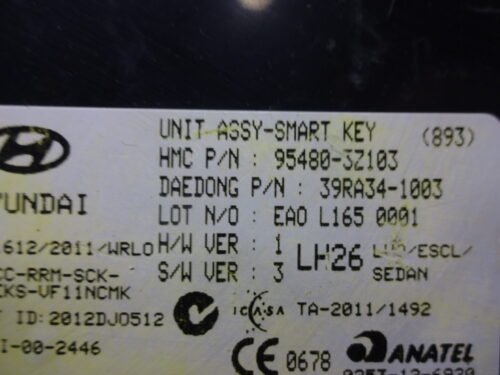 UNIT ASSY-SMART KEY (893)
HMC P/N : 95480-3Z103
DAEDONG P/N : 39RA34-1003
YUNDAI
LOT N/O : EAO L165 0001
1612/2011/WRLO
H/W VER : 1
LH26
/ESCL/
CC-RRM-SCK-
S/W VER : 3
SEDAN
CKS-VF11NCMK
ID:2012DJ0512
ICASA
TA-2011/1492
I-00-2446
CE 0678
ANATEL